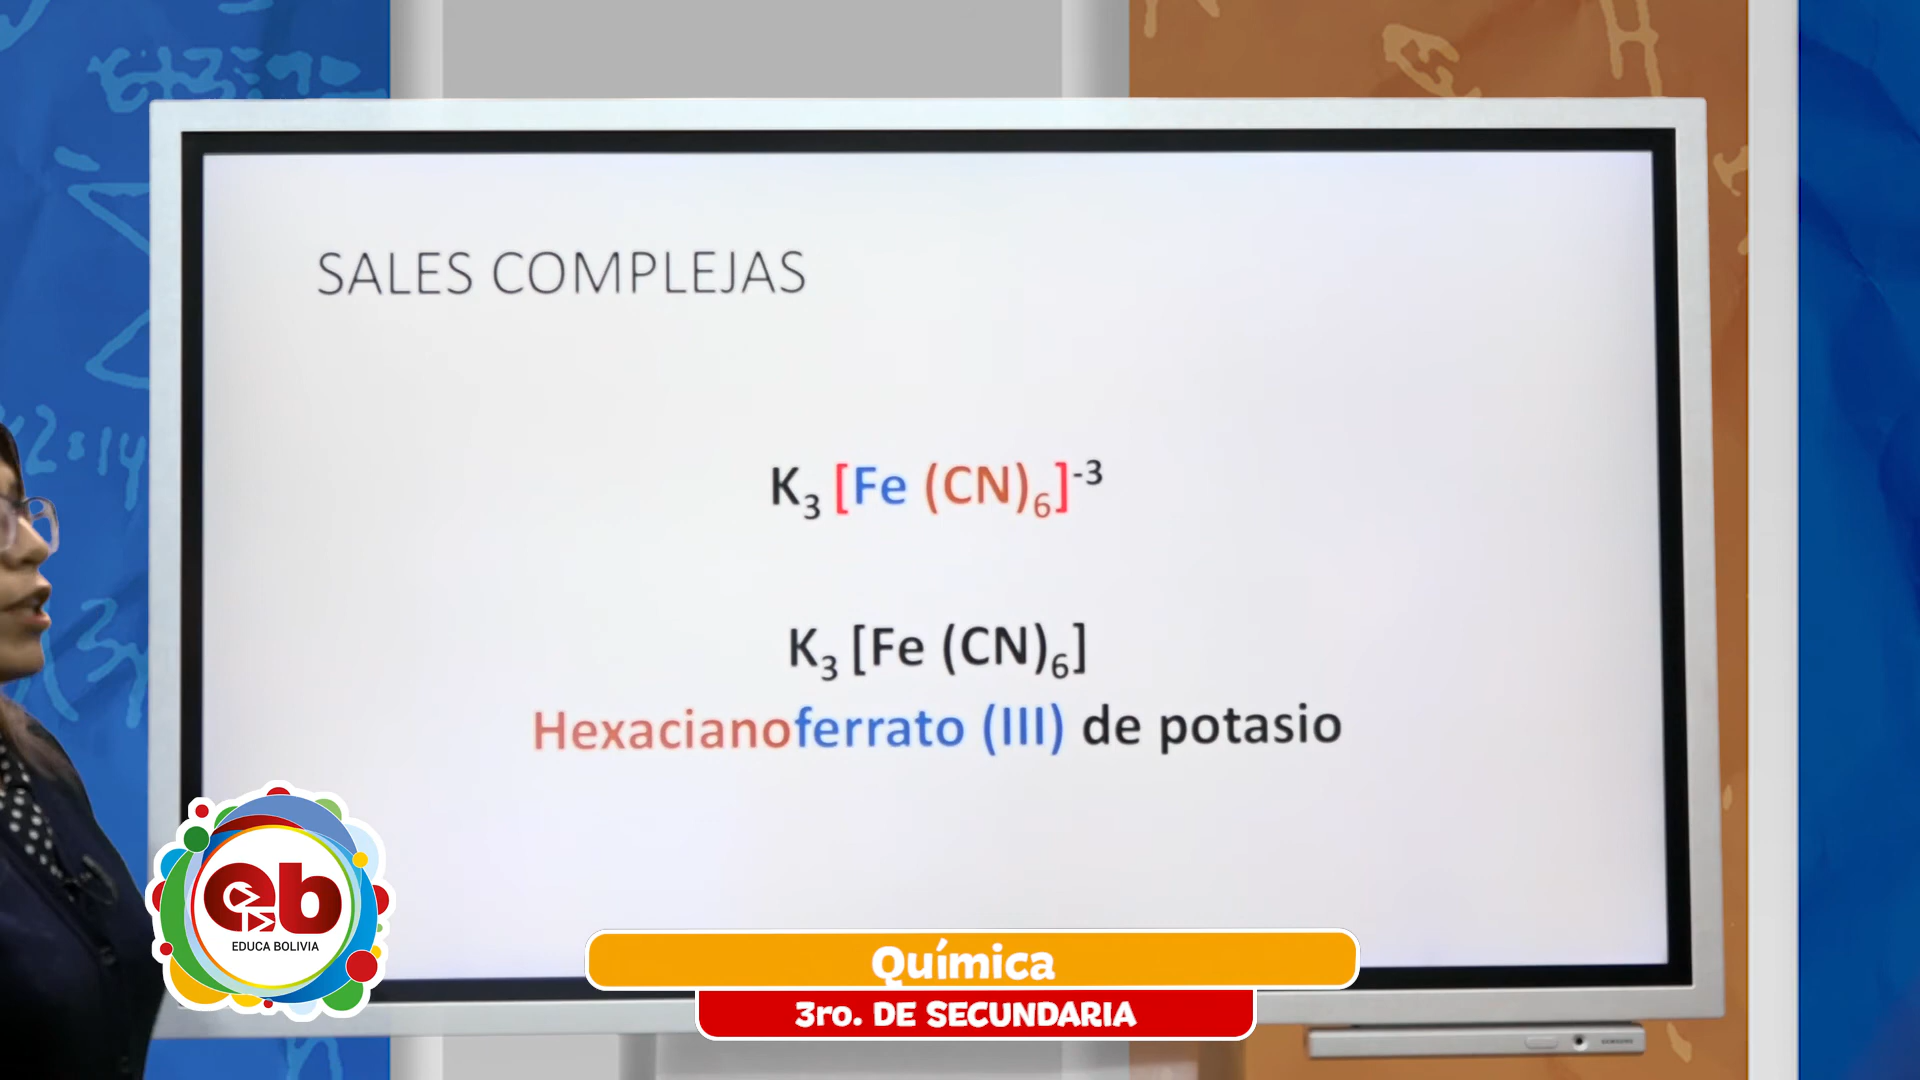 SALES COMPLEJAS
K₃ [Fe (CN)₆]⁻³
K₃ [Fe (CN)₆]
Hexacianoferrato (III) de potasio
eb
EDUCA BOLIVIA
Química
3ro. DE SECUNDARIA